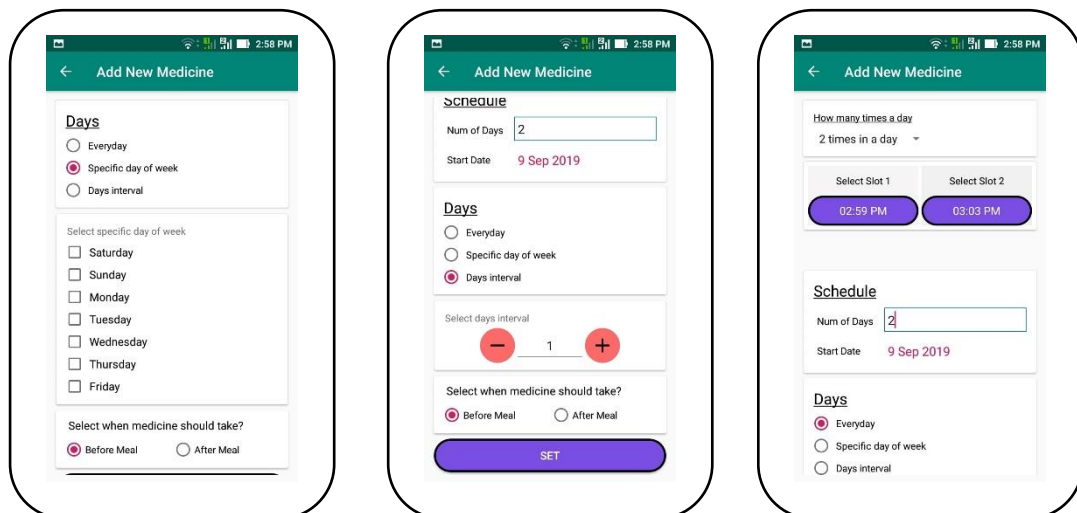 2:58 PM
Add New Medicine
Days
Everyday
Specific day of week
Days interval
Select specific day of week
Saturday
Sunday
Monday
Tuesday
Wednesday
Thursday
Friday
Select when medicine should take?
Before Meal After Meal
2:58 PM
Add New Medicine
Schedule
Num of Days 2
Start Date 9 Sep 2019
Days
Everyday
Specific day of week
Days interval
Select days interval
1
Select when medicine should take?
Before Meal After Meal
SET
2:58 PM
Add New Medicine
How many times a day
2 times in a day
Select Slot 1 Select Slot 2
02:59 PM 03:03 PM
Schedule
Num of Days 2
Start Date 9 Sep 2019
Days
Everyday
Specific day of week
Days interval